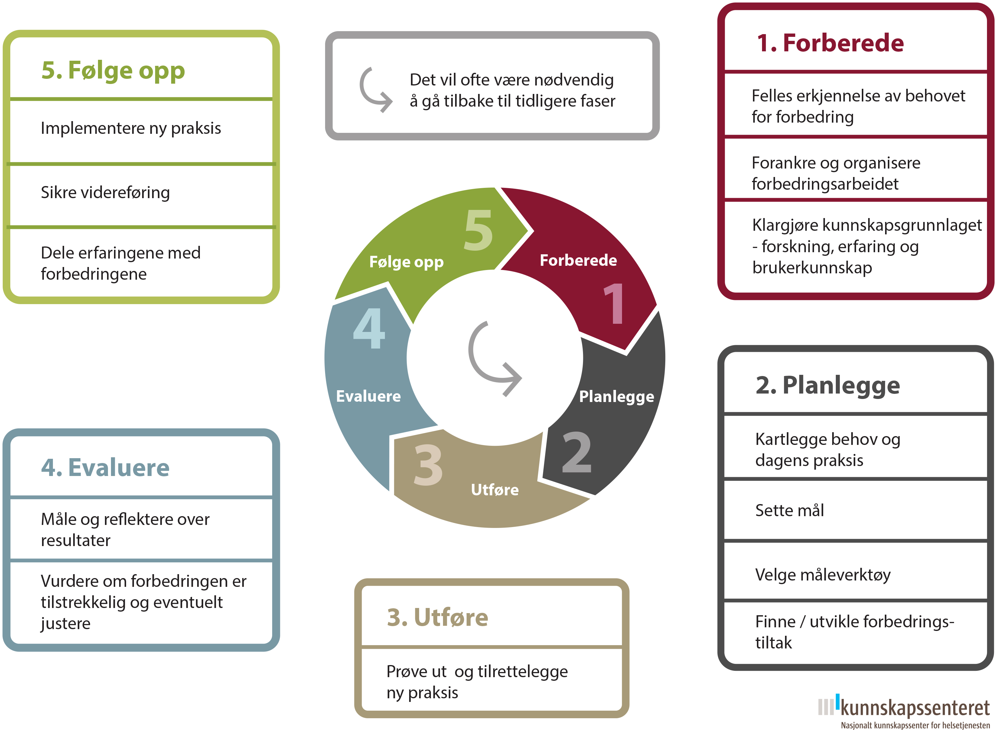 5. Følge opp
Implementere ny praksis
Sikre videreføring
Dele erfaringene med
forbedringene
Det vil ofte være nødvendig
å gå tilbake til tidligere faser
1. Forberede
Felles erkjennelse av behovet
for forbedring
Forankre og organisere
forbedringsarbeidet
Klargjøre kunnskapsgrunnlaget
- forskning, erfaring og
brukerkunnskap
5
Følge opp
Forberede
1
4
Evaluere
Planlegge
2
3
Utføre
2. Planlegge
Kartlegge behov og
dagens praksis
Sette mål
Velge måleverktøy
Finne / utvikle forbedrings-
tiltak
4. Evaluere
Måle og reflektere over
resultater
Vurdere om forbedringen er
tilstrekkelig og eventuelt
justere
3. Utføre
Prøve ut  og tilrettelegge
ny praksis
kunnskapssenteret
Nasjonalt kunnskapssenter for helsetjenesten